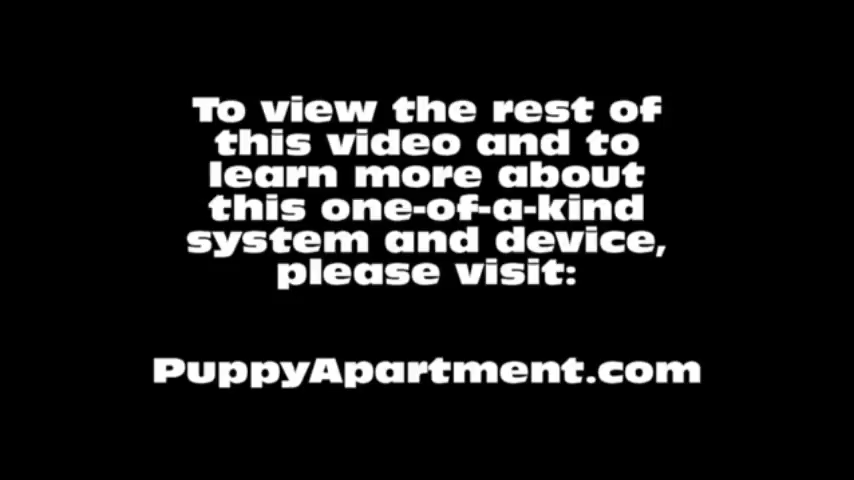 To view the rest of
this video and to
learn more about
this one-of-a-kind
system and device,
please visit:
PuppyApartment.com